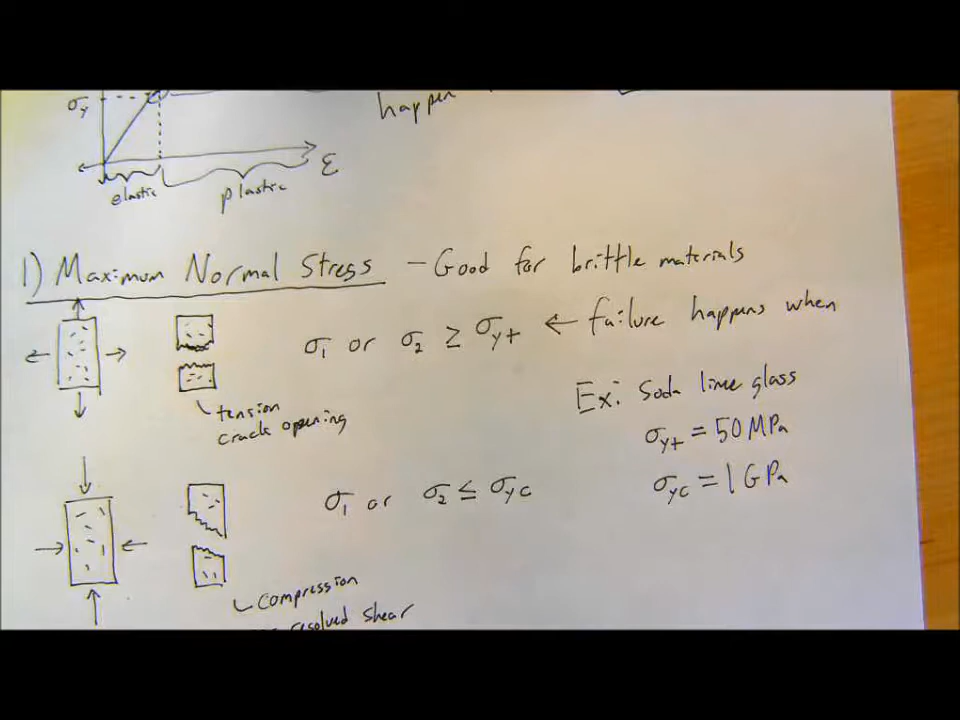 σy
happen
ε
elastic
plastic
1) Maximum Normal Stress - Good for brittle materials
σ1 or σ2 ≥ σy+ ← failure happens when
tension
crack opening
Ex: Soda lime glass
σy+ = 50 MPa
σyc = 1 GPa
σ1 or σ2 ≤ σyc
compression
resolved shear